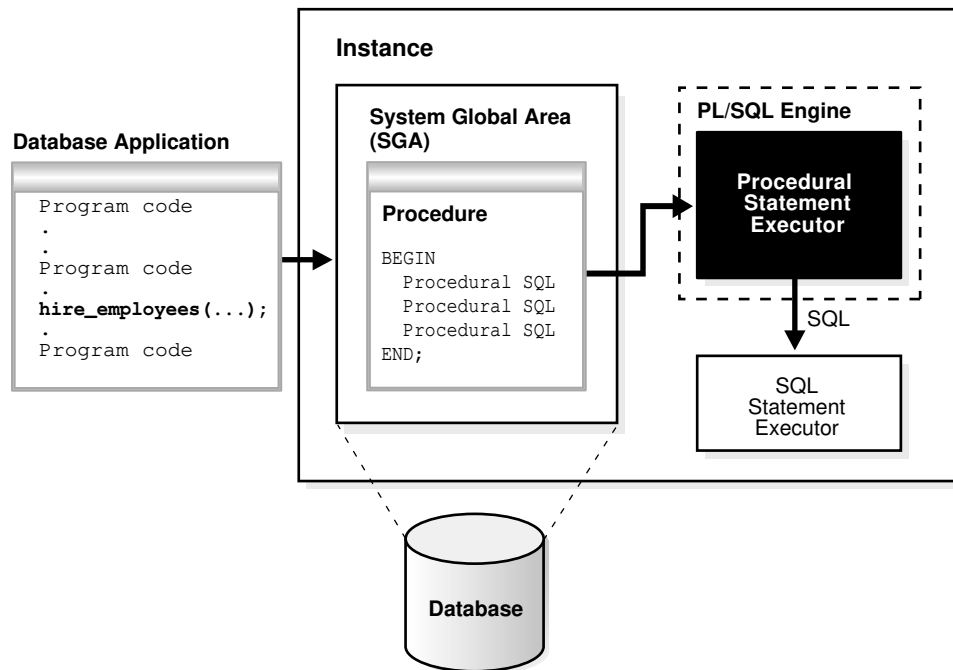 Instance
Database Application
Program code
.
.
Program code
.
hire_employees(...);
.
Program code
System Global Area
(SGA)
Procedure
BEGIN
Procedural SQL
Procedural SQL
Procedural SQL
END;
PL/SQL Engine
Procedural
Statement
Executor
SQL
SQL
Statement
Executor
Database